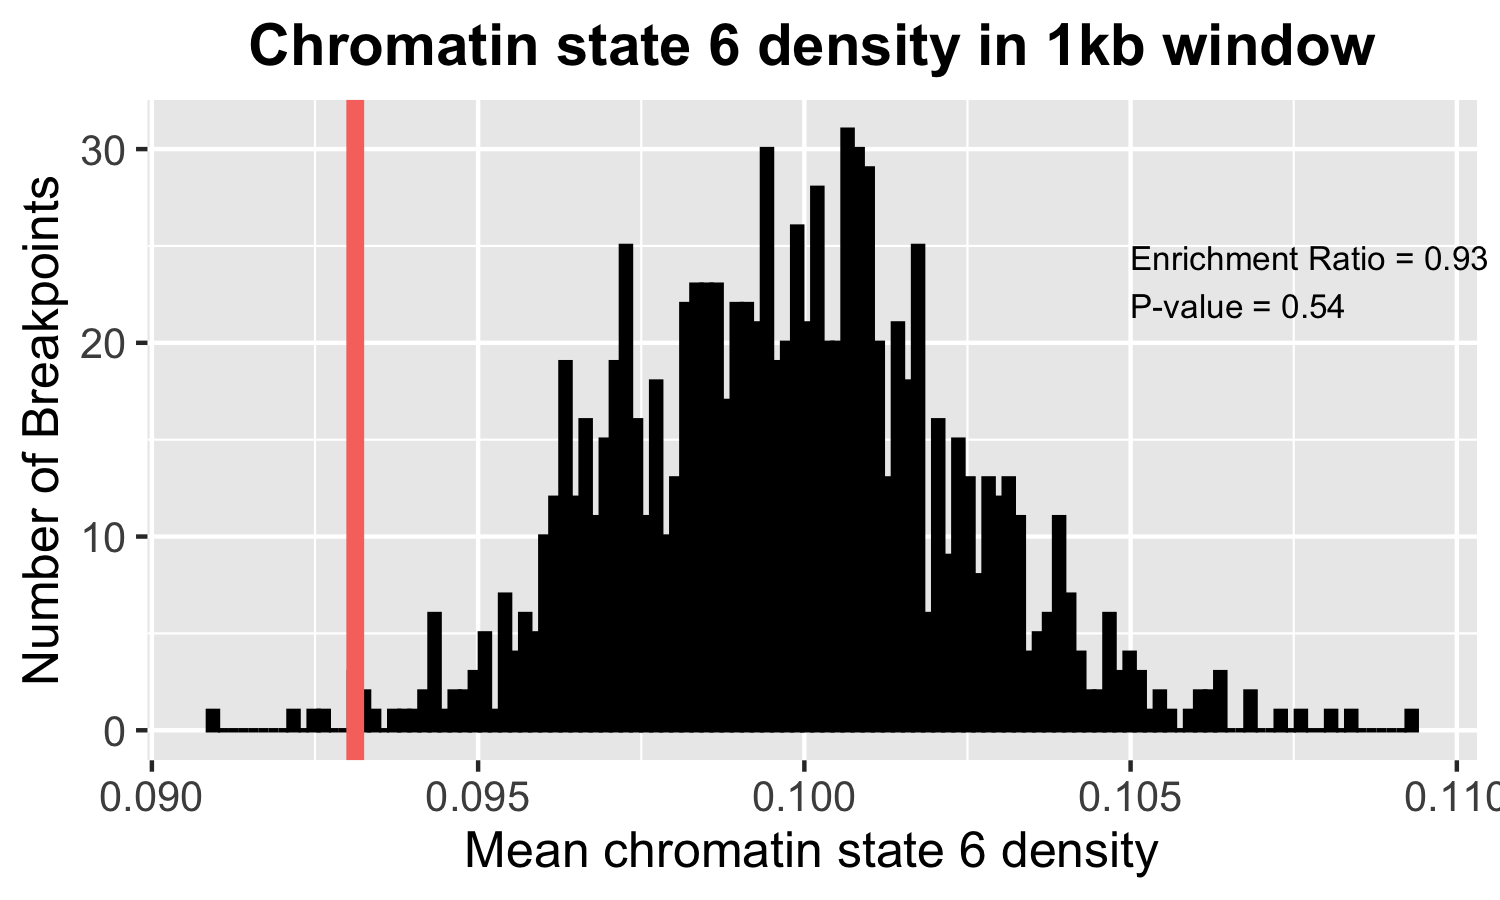 Chromatin state 6 density in 1kb window
Number of Breakpoints
30
20
10
0
Enrichment Ratio = 0.93
P-value = 0.54
0.090 0.095 0.100 0.105 0.110
Mean chromatin state 6 density